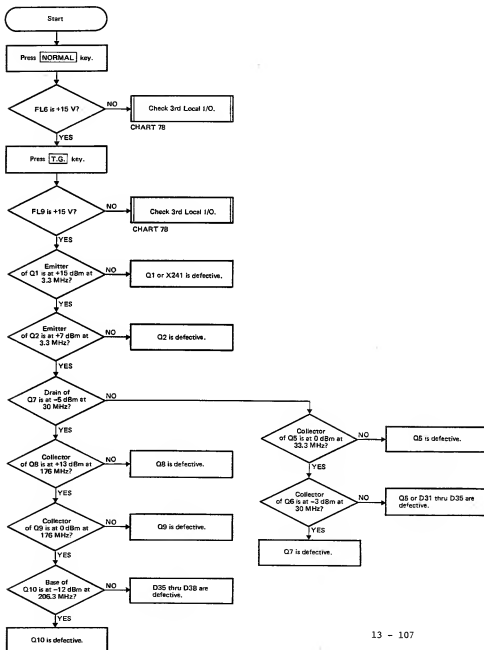 Start
Press NORMAL key.
FL6 is +15 V?
NO
Check 3rd Local I/O.
CHART 78
YES
Press T.G. key.
FL9 is +15 V?
NO
Check 3rd Local I/O.
CHART 78
YES
Emitter
of Q1 is at +15 dBm at
3.3 MHz?
NO
Q1 or X241 is defective.
YES
Emitter
of Q2 is at +7 dBm at
3.3 MHz?
NO
Q2 is defective.
YES
Drain of
Q7 is at −5 dBm at
30 MHz?
NO
YES
Collector
of Q5 is at 0 dBm at
33.3 MHz?
NO
Q5 is defective.
YES
Collector
of Q8 is at +13 dBm at
176 MHz?
NO
Q8 is defective.
YES
Collector
of Q6 is at −3 dBm at
30 MHz?
NO
Q6 or D31 thru D35 are
defective.
YES
Q7 is defective.
Collector
of Q9 is at 0 dBm at
176 MHz?
NO
Q9 is defective.
YES
Base of
Q10 is at −12 dBm at
206.3 MHz?
NO
D35 thru D38 are
defective.
YES
Q10 is defective.
13 - 107